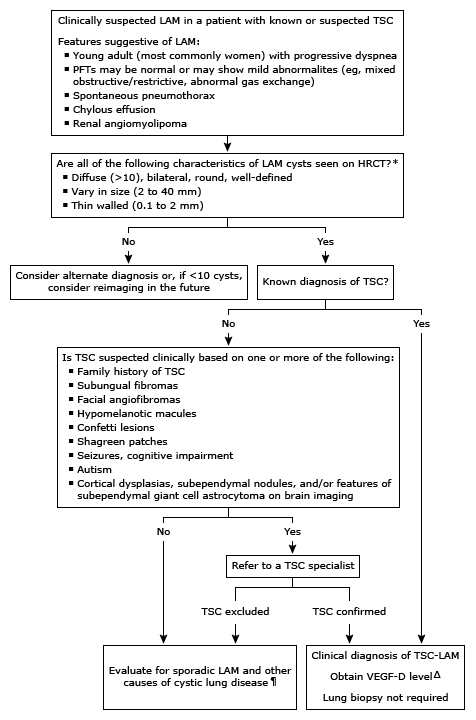 Clinically suspected LAM in a patient with known or suspected TSC
Features suggestive of LAM:
▪ Young adult (most commonly women) with progressive dyspnea
▪ PFTs may be normal or may show mild abnormalites (eg, mixed
obstructive/restrictive, abnormal gas exchange)
▪ Spontaneous pneumothorax
▪ Chylous effusion
▪ Renal angiomyolipoma
Are all of the following characteristics of LAM cysts seen on HRCT?*
▪ Diffuse (>10), bilateral, round, well-defined
▪ Vary in size (2 to 40 mm)
▪ Thin walled (0.1 to 2 mm)
No
Yes
Consider alternate diagnosis or, if <10 cysts,
consider reimaging in the future
Known diagnosis of TSC?
No
Yes
Is TSC suspected clinically based on one or more of the following:
▪ Family history of TSC
▪ Subungual fibromas
▪ Facial angiofibromas
▪ Hypomelanotic macules
▪ Confetti lesions
▪ Shagreen patches
▪ Seizures, cognitive impairment
▪ Autism
▪ Cortical dysplasias, subependymal nodules, and/or features of
subependymal giant cell astrocytoma on brain imaging
No
Yes
Refer to a TSC specialist
TSC excluded
TSC confirmed
Evaluate for sporadic LAM and other
causes of cystic lung disease¶
Clinical diagnosis of TSC-LAM
Obtain VEGF-D levelΔ
Lung biopsy not required